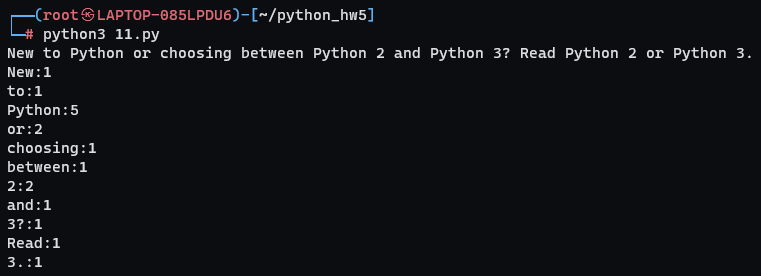 ┌──(root㉿LAPTOP-085LPDU6)-[~/python_hw5]
└─# python3 11.py
New to Python or choosing between Python 2 and Python 3? Read Python 2 or Python 3.
New:1
to:1
Python:5
or:2
choosing:1
between:1
2:2
and:1
3?:1
Read:1
3.:1